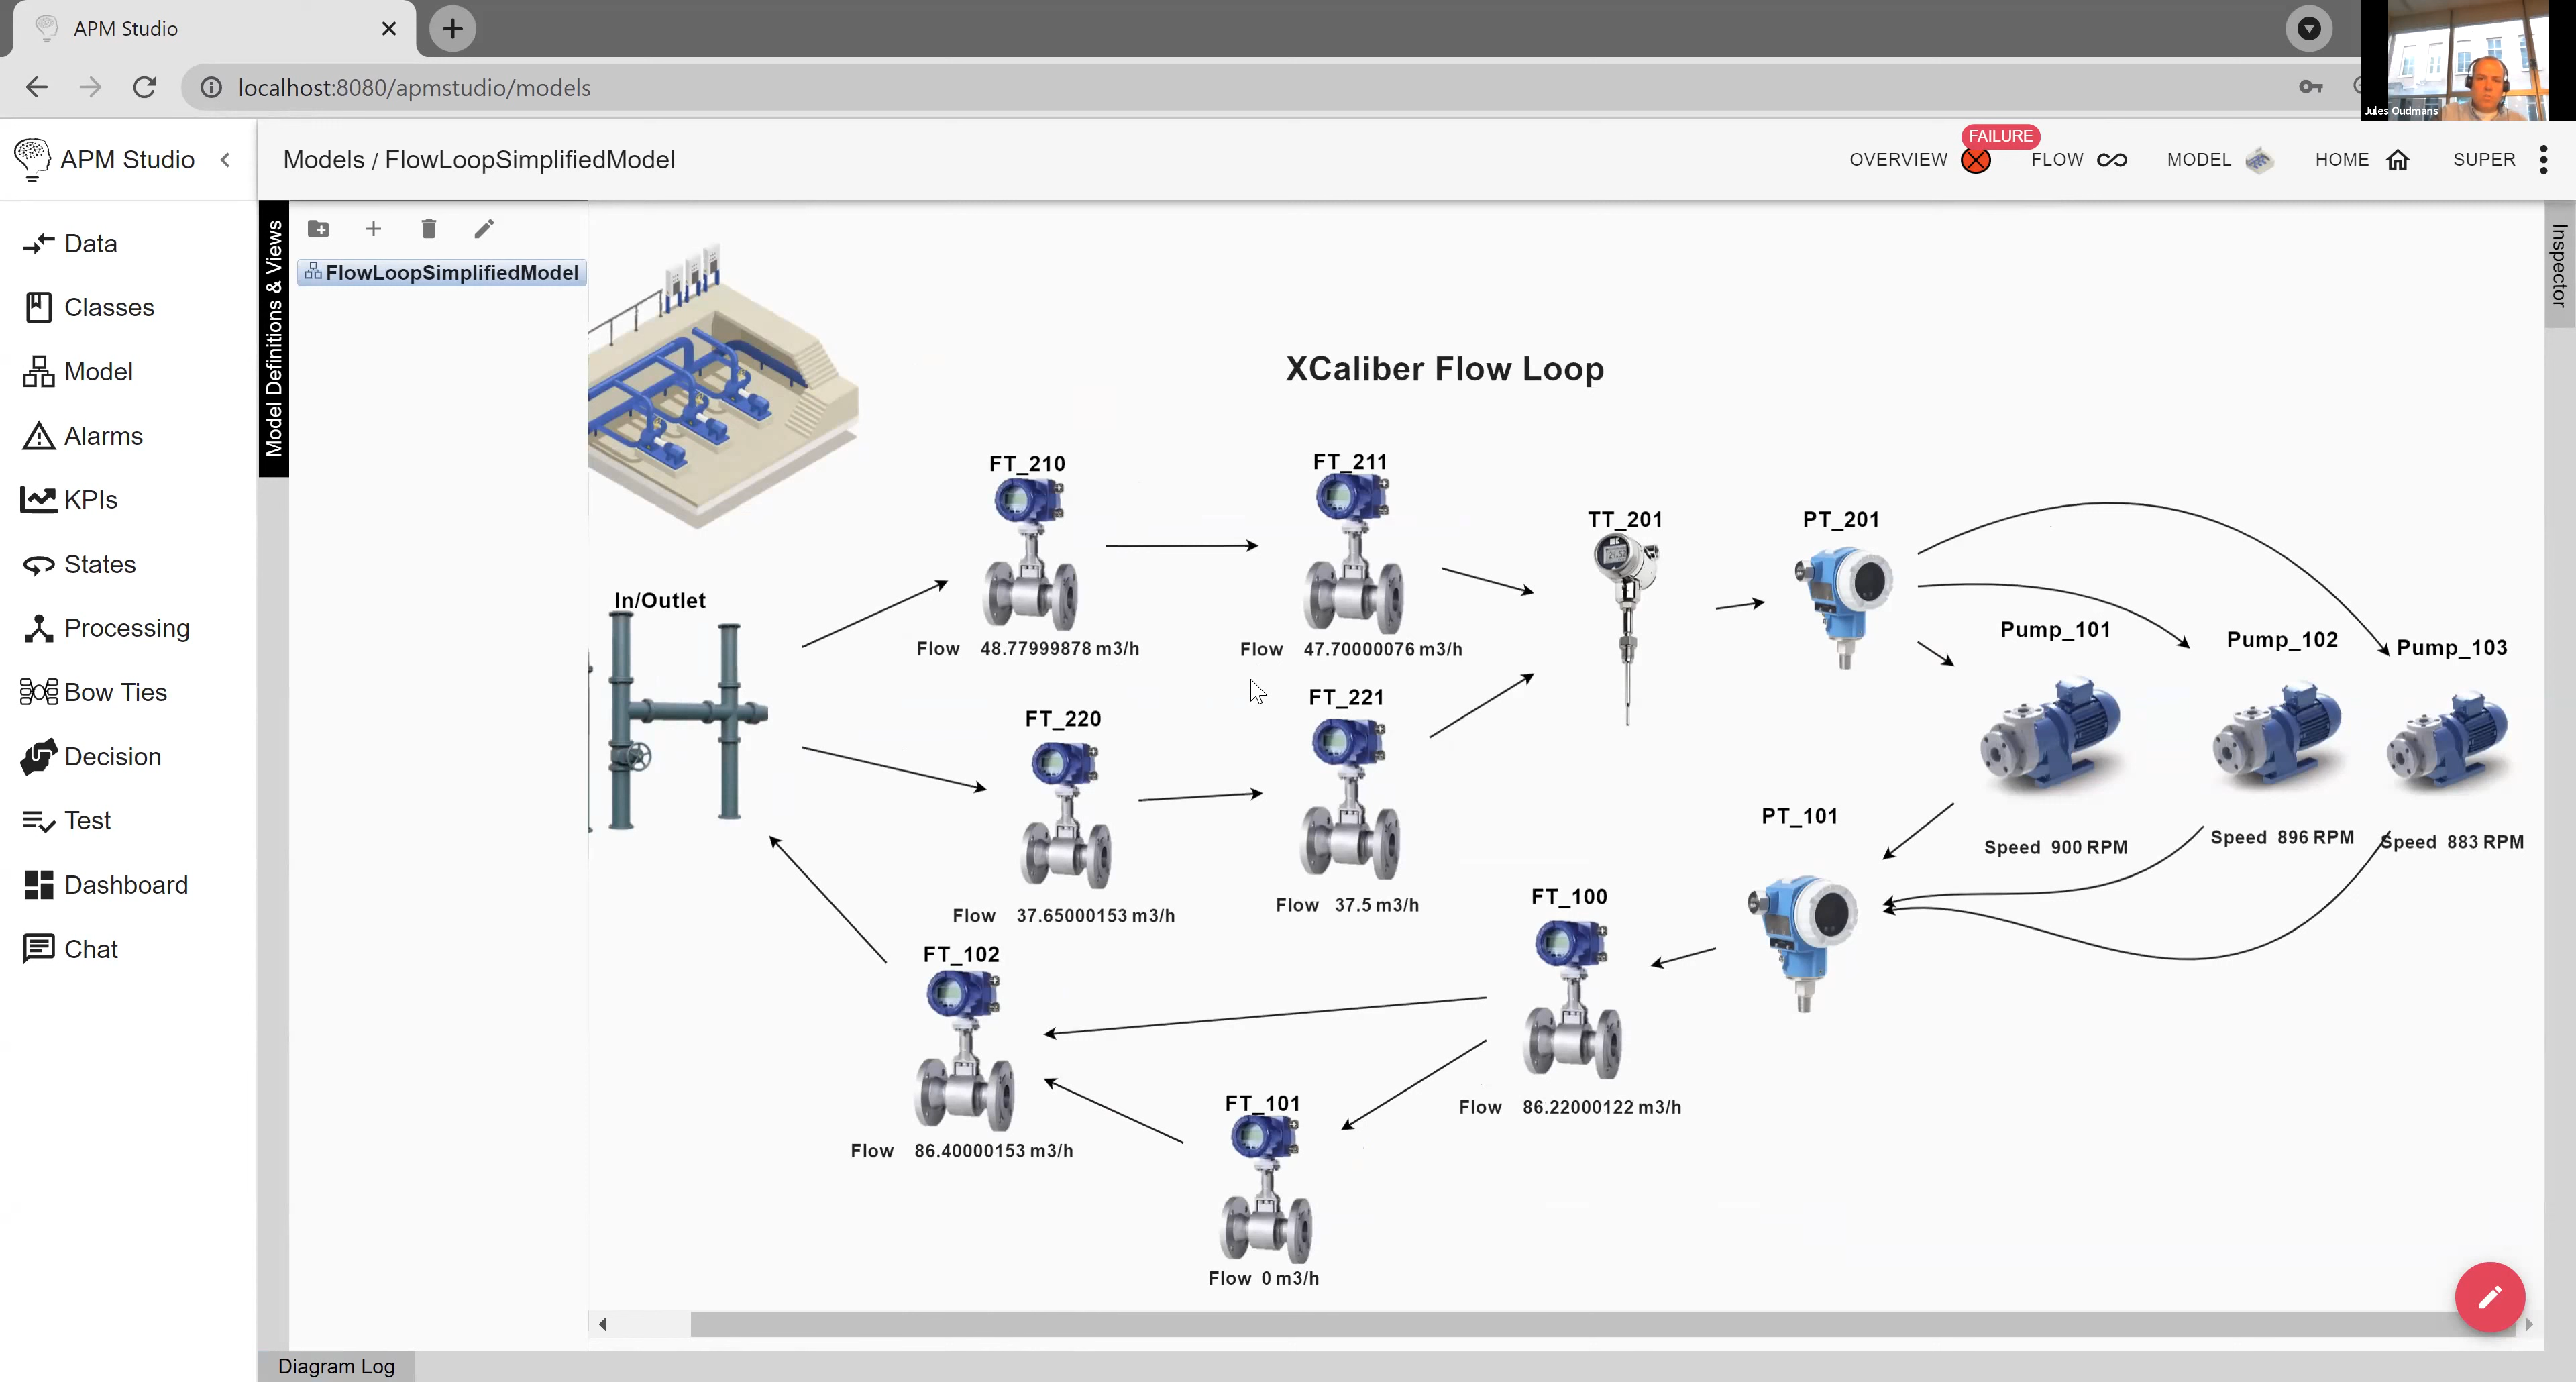 APM Studio
localhost:8080/apmstudio/models
Jules Oudmans
APM Studio
Models / FlowLoopSimplifiedModel
OVERVIEW
FAILURE
FLOW
MODEL
HOME
SUPER
Data
Classes
Model
Alarms
KPIs
States
Processing
Bow Ties
Decision
Test
Dashboard
Chat
Model Definitions & Views
FlowLoopSimplifiedModel
Inspector
XCaliber Flow Loop
FT_210
Flow 48.77999878 m3/h
FT_211
Flow 47.70000076 m3/h
TT_201
PT_201
In/Outlet
Pump_101
Speed 900 RPM
Pump_102
Speed 896 RPM
Pump_103
Speed 883 RPM
FT_220
Flow 37.65000153 m3/h
FT_221
Flow 37.5 m3/h
PT_101
FT_100
Flow 86.22000122 m3/h
FT_102
Flow 86.40000153 m3/h
FT_101
Flow 0 m3/h
Diagram Log